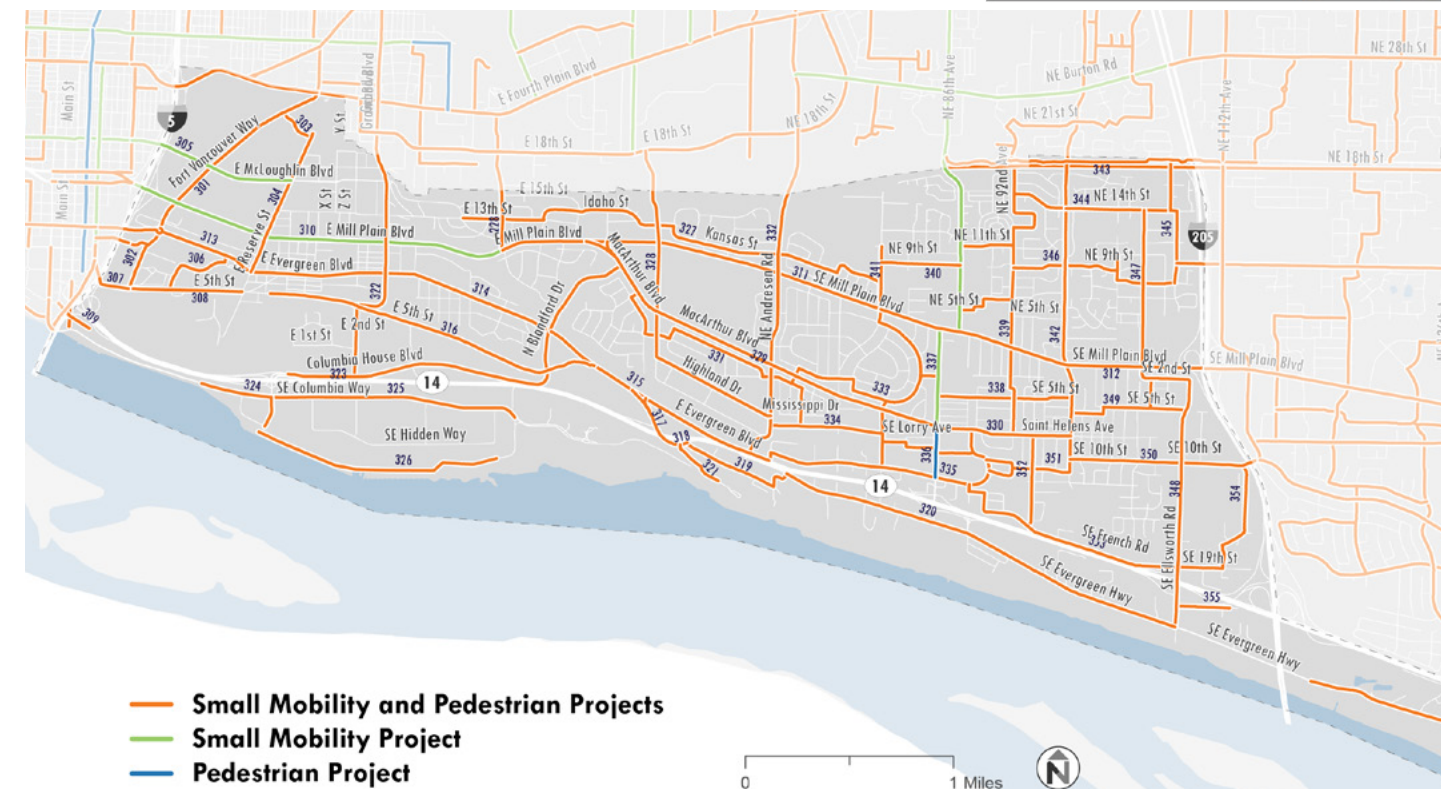 NE 28th St
NE Burton Rd
E Fourth Plain Blvd
NE 86th Ave
Main St
Grand Blvd
5
Fort Vancouver Way
303
Y St
NE 18th St
NE 21st St
NE 112th Ave
305
E 18th St
E 18th St
NE 18th St
E McLoughlin Blvd
301
304
X St
Z St
E 15th St
NE 92nd Ave
343
Main St
E 13th St
228
Idaho St
344
NE 14th St
345
205
313
310
E Mill Plain Blvd
E Mill Plain Blvd
327
Kansas St
332
NE 11th St
302
306
E Reserve St
E Evergreen Blvd
MacArthur Blvd
328
NE 9th St
346
NE 9th St
307
E 5th St
308
322
314
311
SE Mill Plain Blvd
341
340
347
309
E 5th St
316
N Blandford Dr
NE Andresen Rd
NE 5th St
NE 5th St
E 1st St
E 2nd St
MacArthur Blvd
329
339
342
Columbia House Blvd
323
331
337
SE Mill Plain Blvd
312
SE 2nd St
SE Mill Plain Blvd
14
324
SE Columbia Way
325
315
Highland Dr
333
338
SE 5th St
349
SE 5th St
Mississippi Dr
334
SE Hidden Way
317
E Evergreen Blvd
SE Lorry Ave
330
Saint Helens Ave
318
326
321
319
336
335
352
351
SE 10th St
350
SE 10th St
14
320
348
354
SE French Rd
353
SE 19th St
SE Evergreen Hwy
SE Ellsworth Rd
355
SE Evergreen Hwy
Small Mobility and Pedestrian Projects
Small Mobility Project
Pedestrian Project
0
1 Miles
N